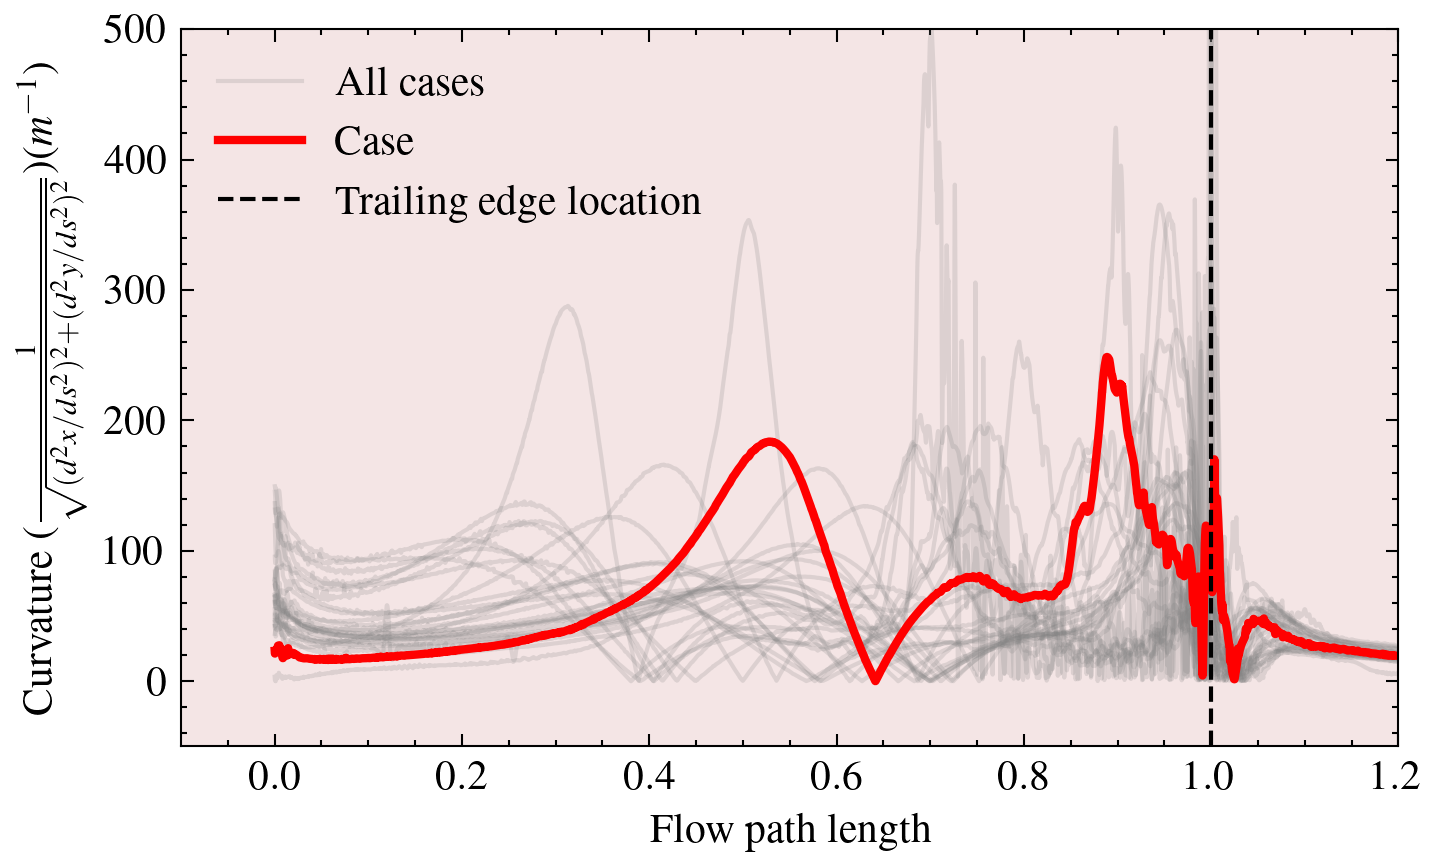 500
400
300
200
100
0
Curvature ( 1 / √(d²x/ds²)²+(d²y/ds²)² )(m⁻¹)
All cases
Case
Trailing edge location
0.0 0.2 0.4 0.6 0.8 1.0 1.2
Flow path length